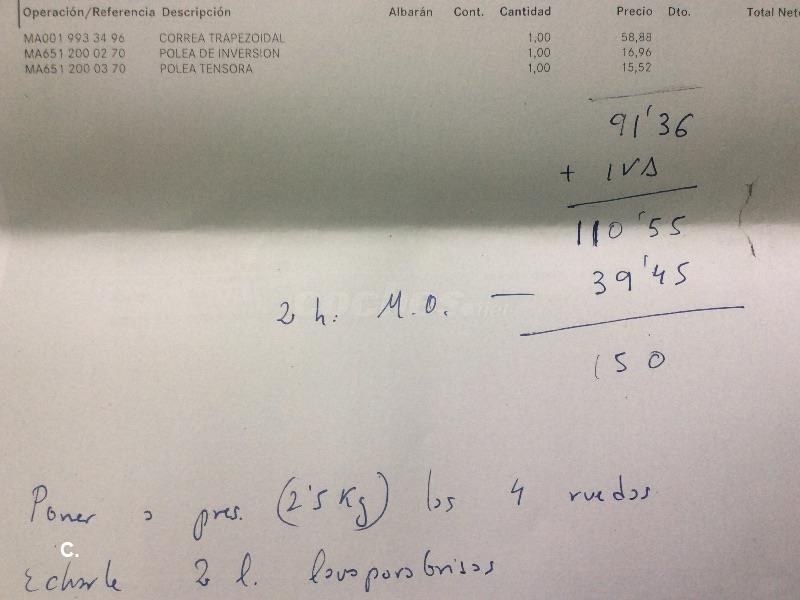 Operación/Referencia Descripción Albarán Cont. Cantidad Precio Dto. Total Neto
MA001 993 34 96 CORREA TRAPEZOIDAL 1,00 58,88
MA651 200 02 70 POLEA DE INVERSION 1,00 16,96
MA651 200 03 70 POLEA TENSORA 1,00 15,52
91'36
+ IVA
110'55
2 h. M.O. — 39'45
150
Poner a pres. (2'5 Kg) las 4 ruedas
C.
Echarle 2 l. lavaparabrisas